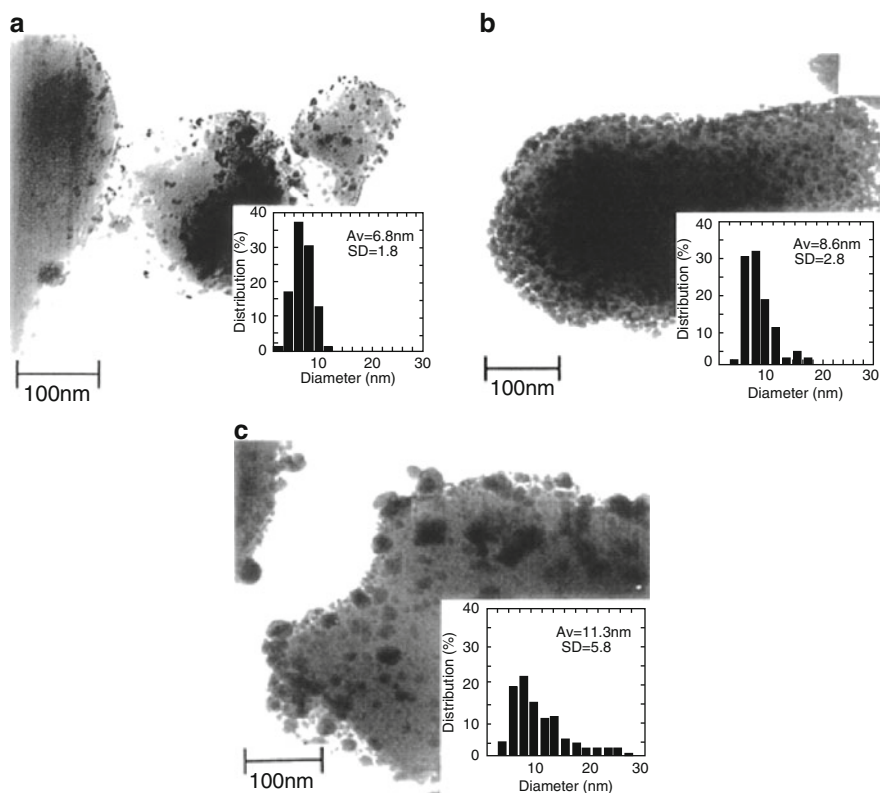 a
40
30
20
10
0
Distribution (%)
Av=6.8nm
SD=1.8
10 20 30
Diameter (nm)
100nm
b
40
30
20
10
0
Distribution (%)
Av=8.6nm
SD=2.8
10 20 30
Diameter (nm)
100nm
c
40
30
20
10
0
Distribution (%)
Av=11.3nm
SD=5.8
10 20 30
Diameter (nm)
100nm